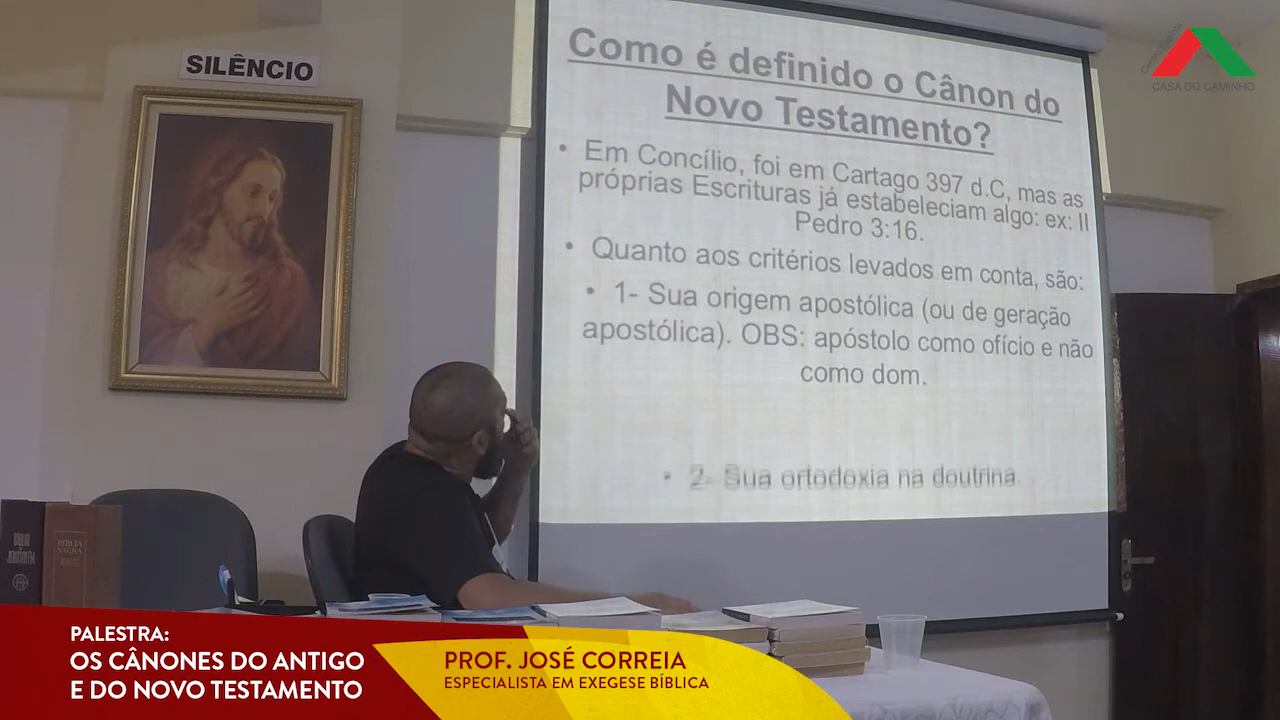 SILÊNCIO
Como é definido o Cânon do
Novo Testamento?
• Em Concílio, foi em Cartago 397 d.C, mas as
próprias Escrituras já estabeleciam algo: ex: II
Pedro 3:16.
• Quanto aos critérios levados em conta, são:
• 1- Sua origem apostólica (ou de geração
apostólica). OBS: apóstolo como ofício e não
como dom.
• 2- Sua ortodoxia na doutrina.
CASA DO CAMINHO
BÍBLIA
SAGRADA
PALESTRA:
OS CÂNONES DO ANTIGO
E DO NOVO TESTAMENTO
PROF. JOSÉ CORREIA
ESPECIALISTA EM EXEGESE BÍBLICA